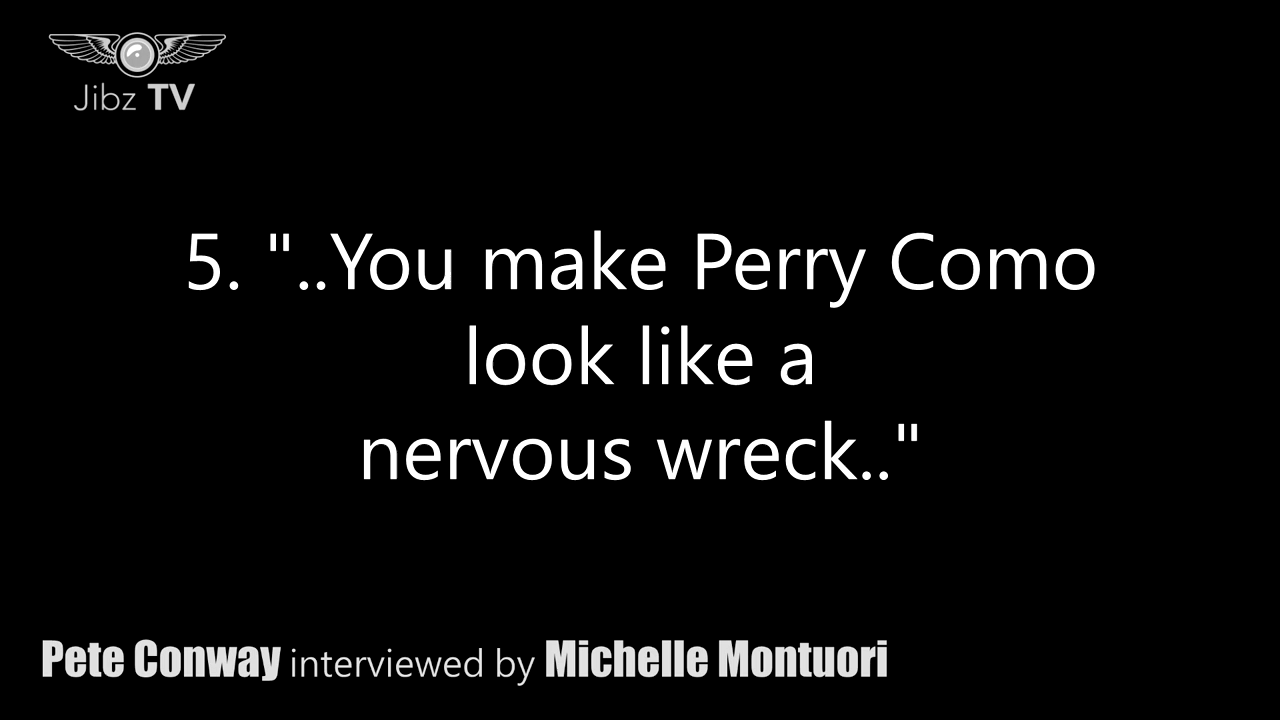 Jibz TV
5. "..You make Perry Como
look like a
nervous wreck.."
Pete Conway interviewed by Michelle Montuori